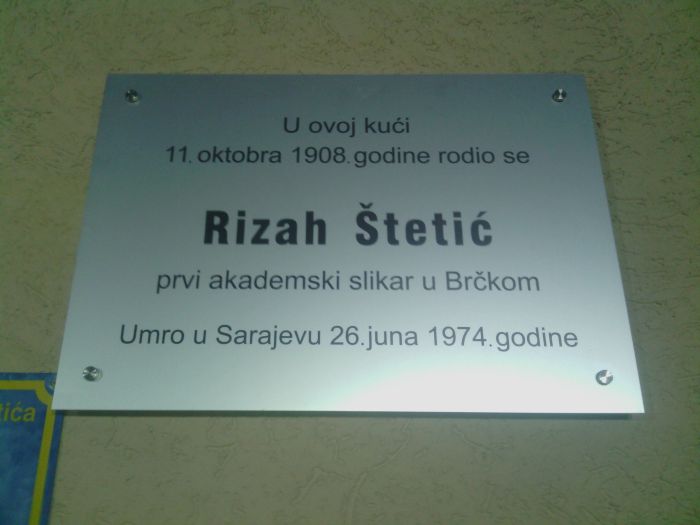 U ovoj kući
11. oktobra 1908. godine rodio se
Rizah Štetić
prvi akademski slikar u Brčkom
Umro u Sarajevu 26. juna 1974. godine